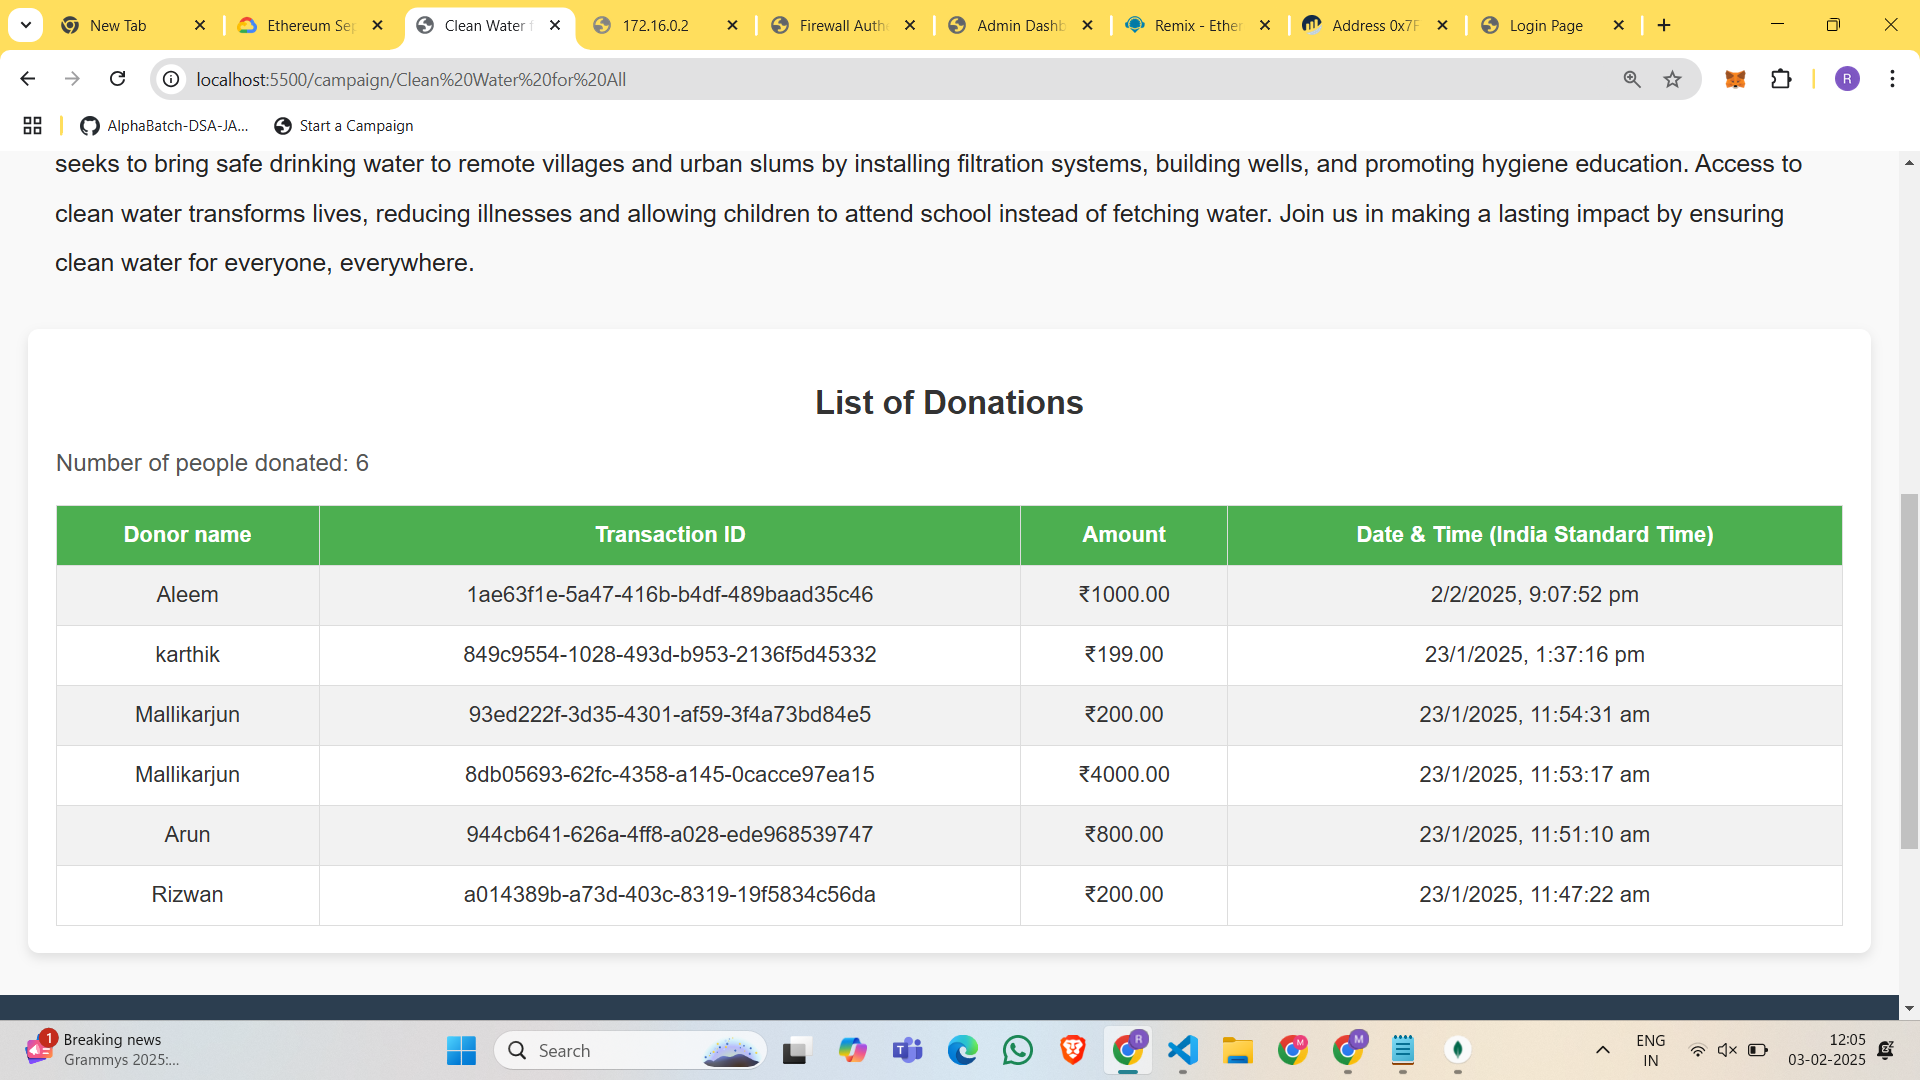 New Tab
Ethereum Sep
Clean Water f
172.16.0.2
Firewall Authe
Admin Dashb
Remix - Ether
Address 0x7F
Login Page
localhost:5500/campaign/Clean%20Water%20for%20All
R
AlphaBatch-DSA-JA...
Start a Campaign
seeks to bring safe drinking water to remote villages and urban slums by installing filtration systems, building wells, and promoting hygiene education. Access to
clean water transforms lives, reducing illnesses and allowing children to attend school instead of fetching water. Join us in making a lasting impact by ensuring
clean water for everyone, everywhere.
List of Donations
Number of people donated: 6
Donor name Transaction ID Amount Date & Time (India Standard Time)
Aleem 1ae63f1e-5a47-416b-b4df-489baad35c46 ₹1000.00 2/2/2025, 9:07:52 pm
karthik 849c9554-1028-493d-b953-2136f5d45332 ₹199.00 23/1/2025, 1:37:16 pm
Mallikarjun 93ed222f-3d35-4301-af59-3f4a73bd84e5 ₹200.00 23/1/2025, 11:54:31 am
Mallikarjun 8db05693-62fc-4358-a145-0cacce97ea15 ₹4000.00 23/1/2025, 11:53:17 am
Arun 944cb641-626a-4ff8-a028-ede968539747 ₹800.00 23/1/2025, 11:51:10 am
Rizwan a014389b-a73d-403c-8319-19f5834c56da ₹200.00 23/1/2025, 11:47:22 am
1
Breaking news
Grammys 2025:...
Search
R
M
M
ENG
IN
12:05
03-02-2025